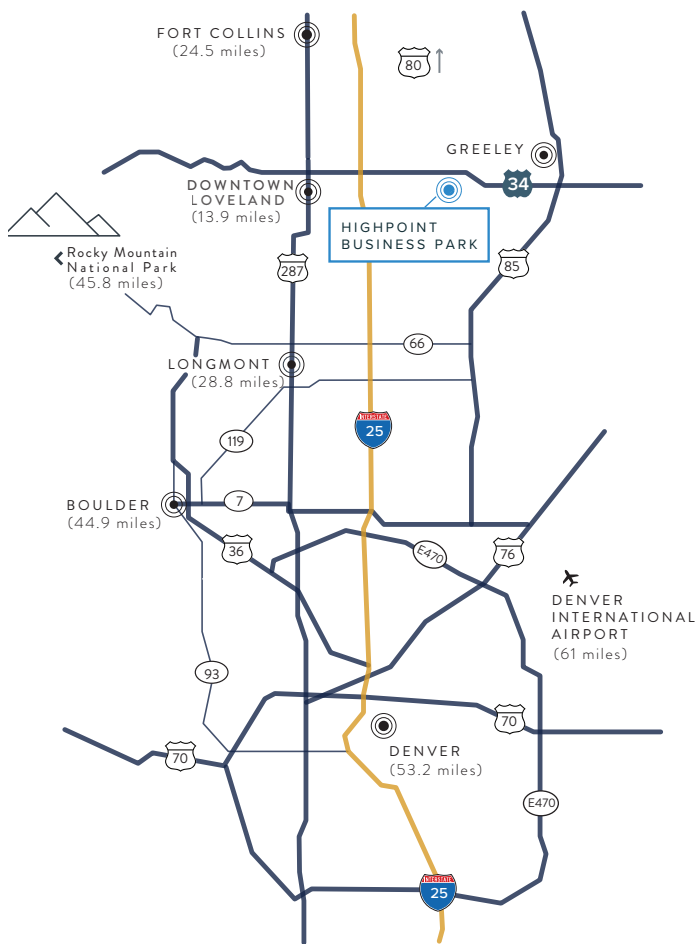 FORT COLLINS
(24.5 miles)
80
GREELEY
34
DOWNTOWN
LOVELAND
(13.9 miles)
HIGHPOINT
BUSINESS PARK
Rocky Mountain
National Park
(45.8 miles)
287
85
66
LONGMONT
(28.8 miles)
25
119
7
BOULDER
(44.9 miles)
36
E470
76
DENVER
INTERNATIONAL
AIRPORT
(61 miles)
93
70
70
DENVER
(53.2 miles)
E470
25